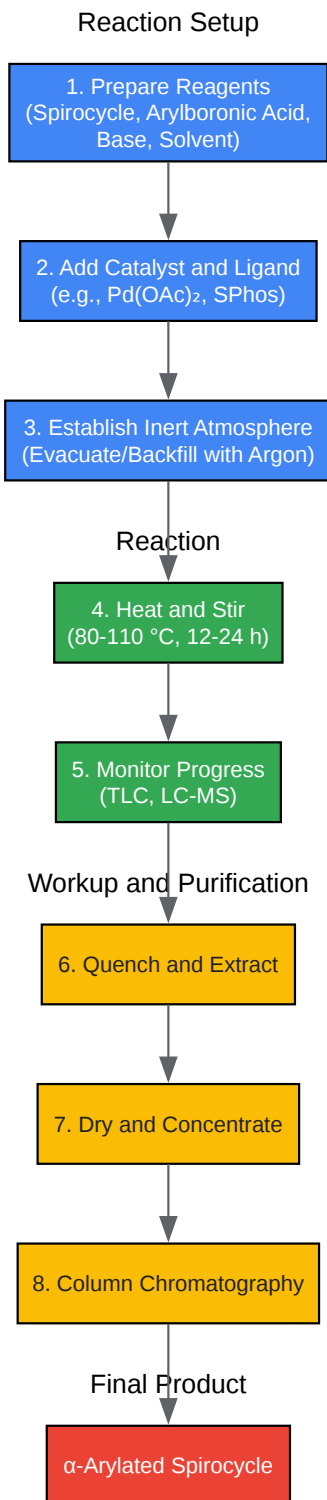 Reaction Setup
1. Prepare Reagents
(Spirocycle, Arylboronic Acid,
Base, Solvent)
2. Add Catalyst and Ligand
(e.g., Pd(OAc)₂, SPhos)
3. Establish Inert Atmosphere
(Evacuate/Backfill with Argon)
Reaction
4. Heat and Stir
(80-110 °C, 12-24 h)
5. Monitor Progress
(TLC, LC-MS)
Workup and Purification
6. Quench and Extract
7. Dry and Concentrate
8. Column Chromatography
Final Product
α-Arylated Spirocycle